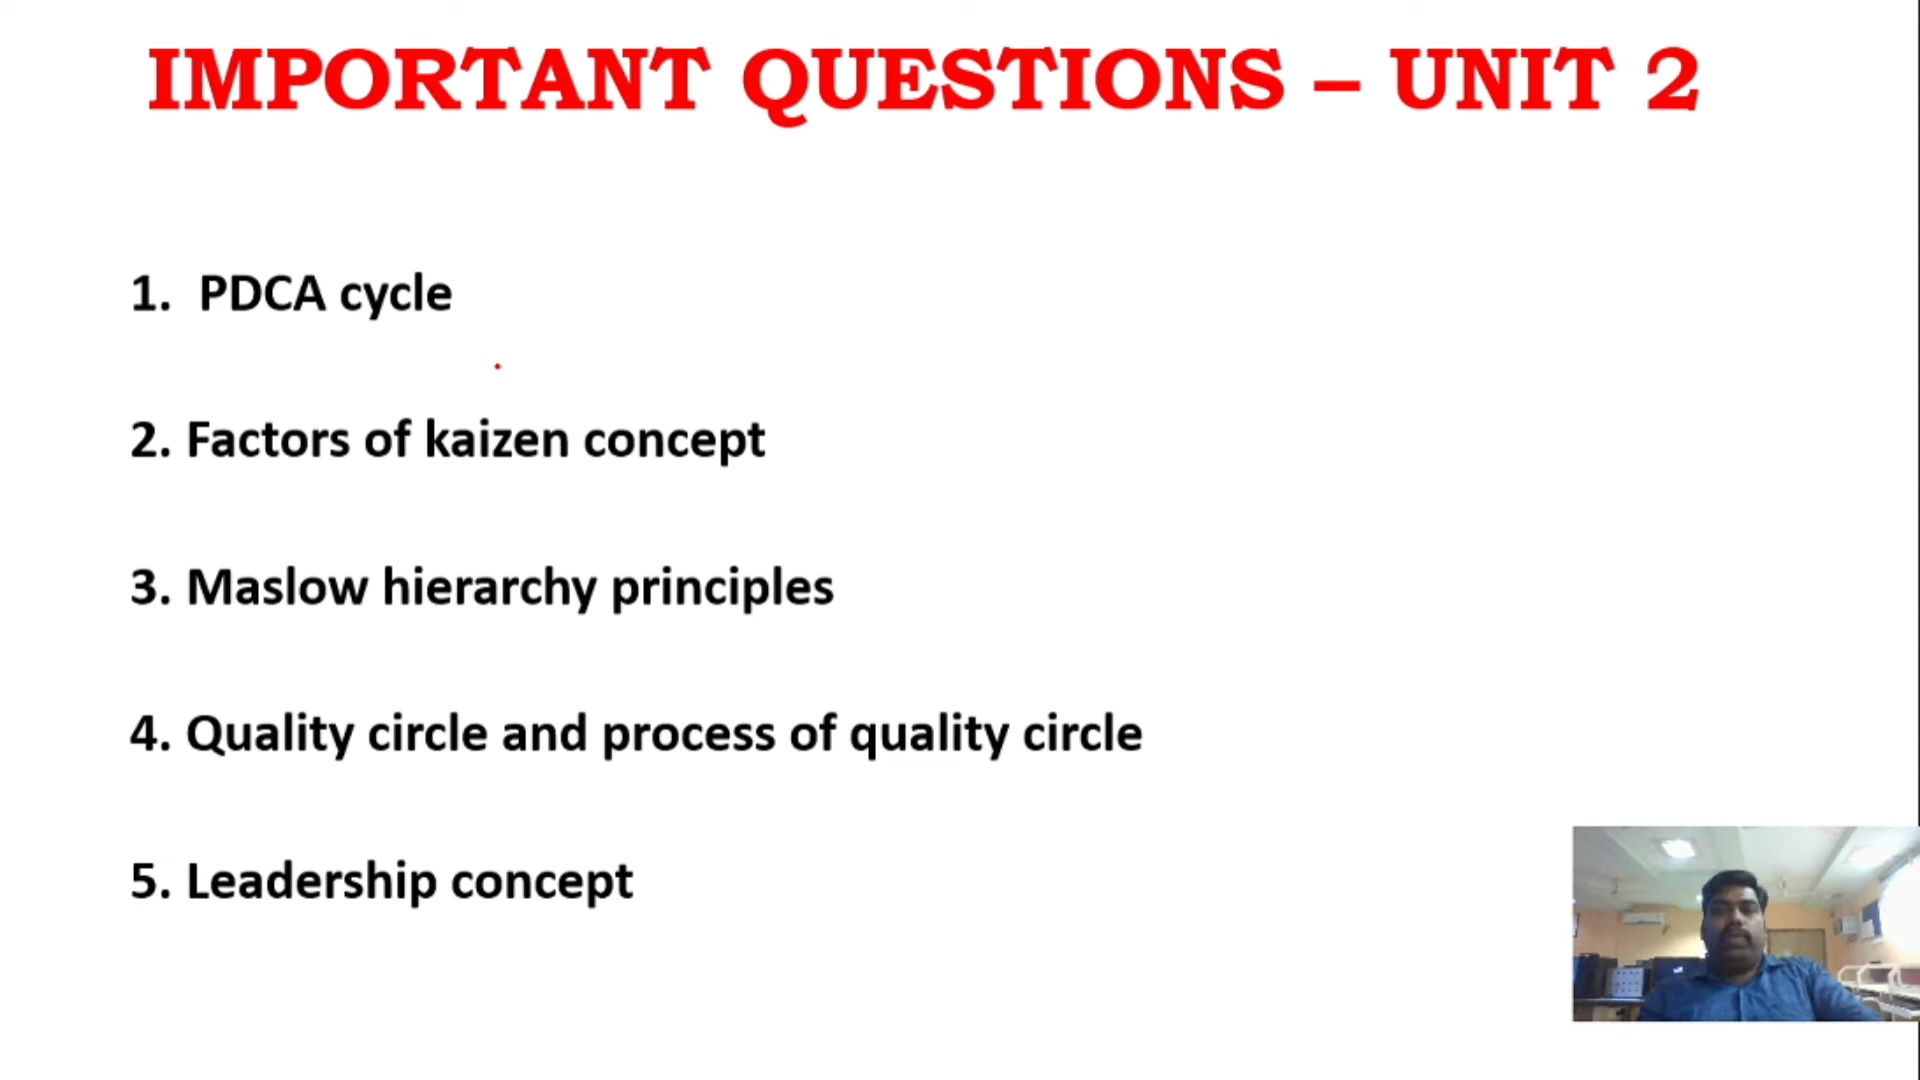 IMPORTANT QUESTIONS – UNIT 2
1. PDCA cycle
2. Factors of kaizen concept
3. Maslow hierarchy principles
4. Quality circle and process of quality circle
5. Leadership concept